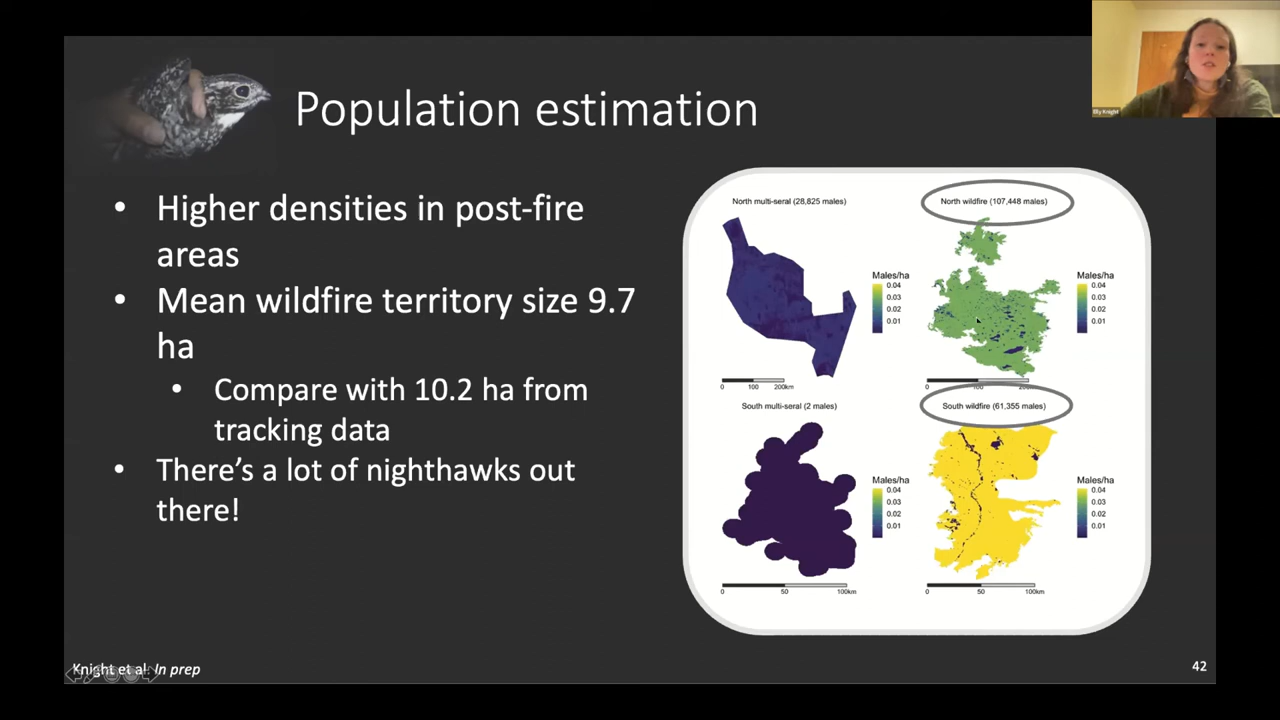 Elly Knight
Population estimation
• Higher densities in post-fire
areas
• Mean wildfire territory size 9.7
ha
• Compare with 10.2 ha from
tracking data
• There's a lot of nighthawks out
there!
North multi-seral (28,825 males)
Males/ha
0.04
0.03
0.02
0.01
0 100 200km
North wildfire (107,448 males)
Males/ha
0.04
0.03
0.02
0.01
0 100 200km
South multi-seral (2 males)
Males/ha
0.04
0.03
0.02
0.01
0 50 100km
South wildfire (61,355 males)
Males/ha
0.04
0.03
0.02
0.01
0 50 100km
Knight et al. In prep
42